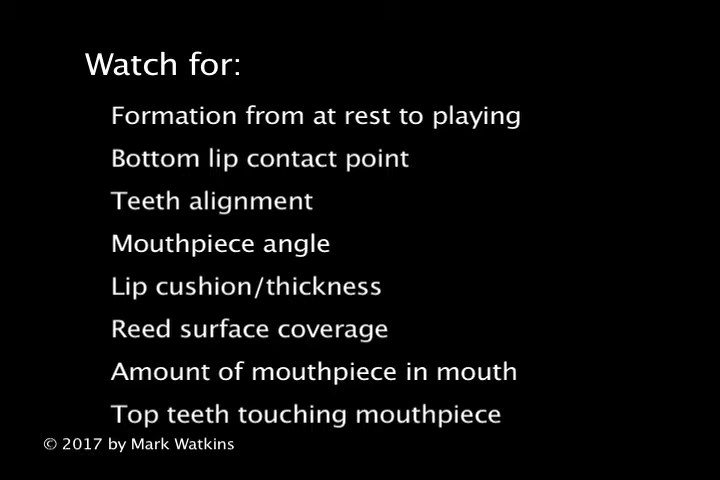 Watch for:
Formation from at rest to playing
Bottom lip contact point
Teeth alignment
Mouthpiece angle
Lip cushion/thickness
Reed surface coverage
Amount of mouthpiece in mouth
Top teeth touching mouthpiece
© 2017 by Mark Watkins